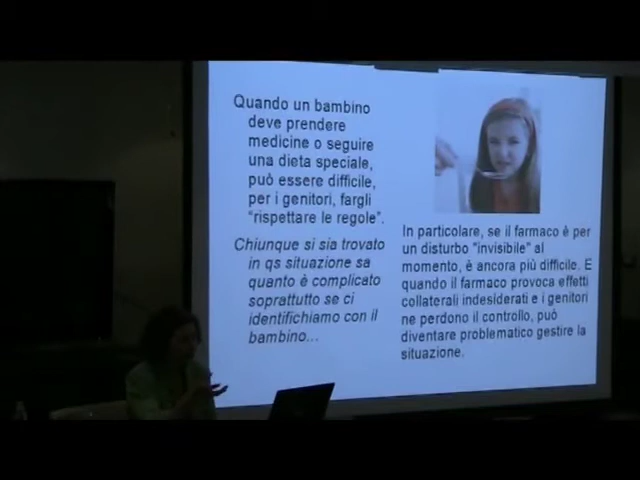 Quando un bambino
deve prendere
medicine o seguire
una dieta speciale,
può essere difficile,
per i genitori, fargli
"rispettare le regole".
Chiunque si sia trovato
in qs situazione sa
quanto è complicato
soprattutto se ci
identifichiamo con il
bambino...
In particolare, se il farmaco è per
un disturbo "invisibile" al
momento, è ancora più difficile. E
quando il farmaco provoca effetti
collaterali indesiderati e i genitori
ne perdono il controllo, può
diventare problematico gestire la
situazione.